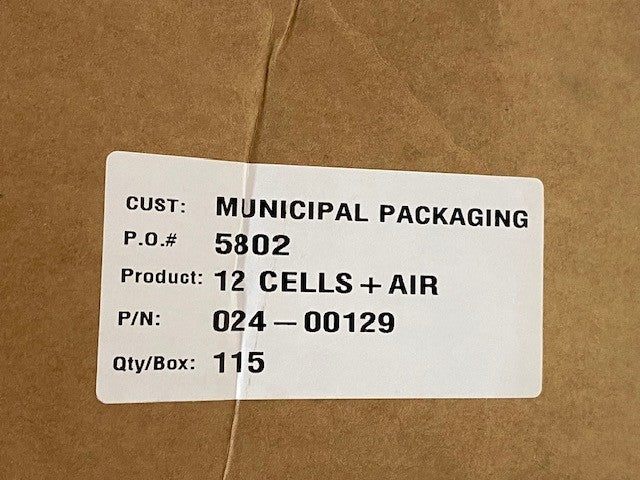 CUST: MUNICIPAL PACKAGING
P.O.# 5802
Product: 12 CELLS + AIR
P/N: 024-00129
Qty/Box: 115